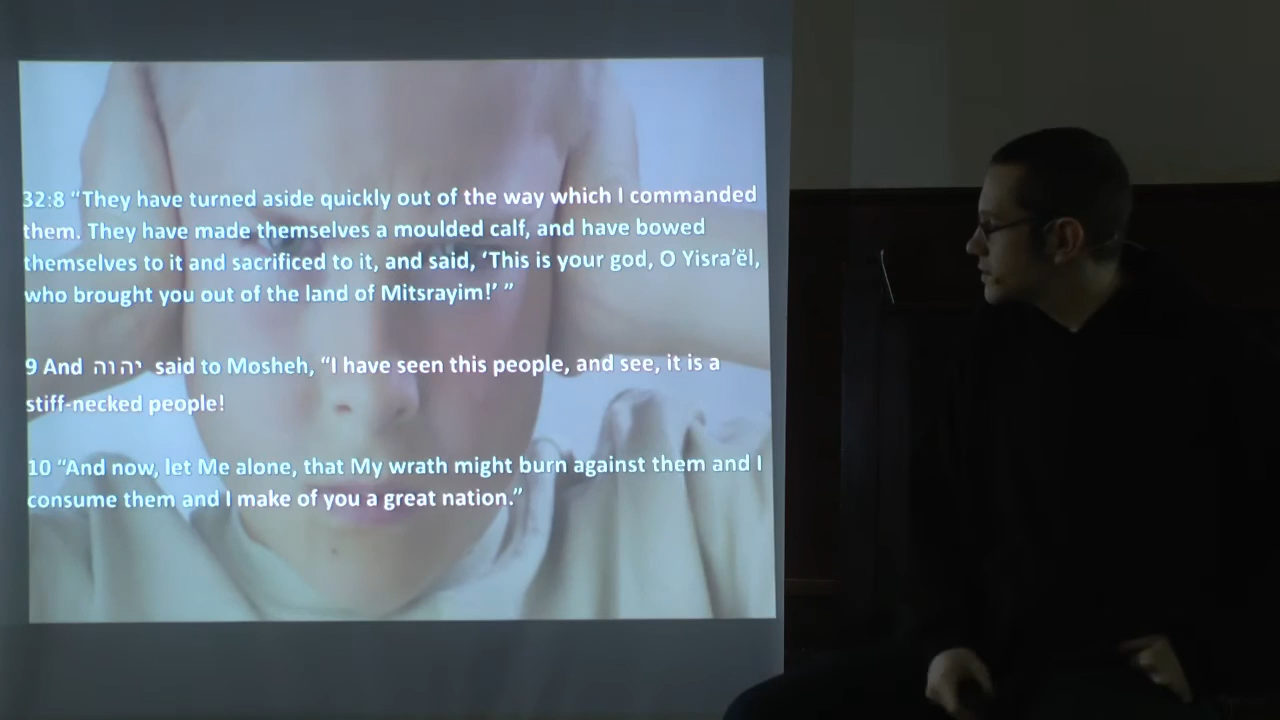 32:8 “They have turned aside quickly out of the way which I commanded
them. They have made themselves a moulded calf, and have bowed
themselves to it and sacrificed to it, and said, ‘This is your god, O Yisra’ĕl,
who brought you out of the land of Mitsrayim!’ ”
9 And יהוה said to Mosheh, “I have seen this people, and see, it is a
stiff-necked people!
10 “And now, let Me alone, that My wrath might burn against them and I
consume them and I make of you a great nation.”